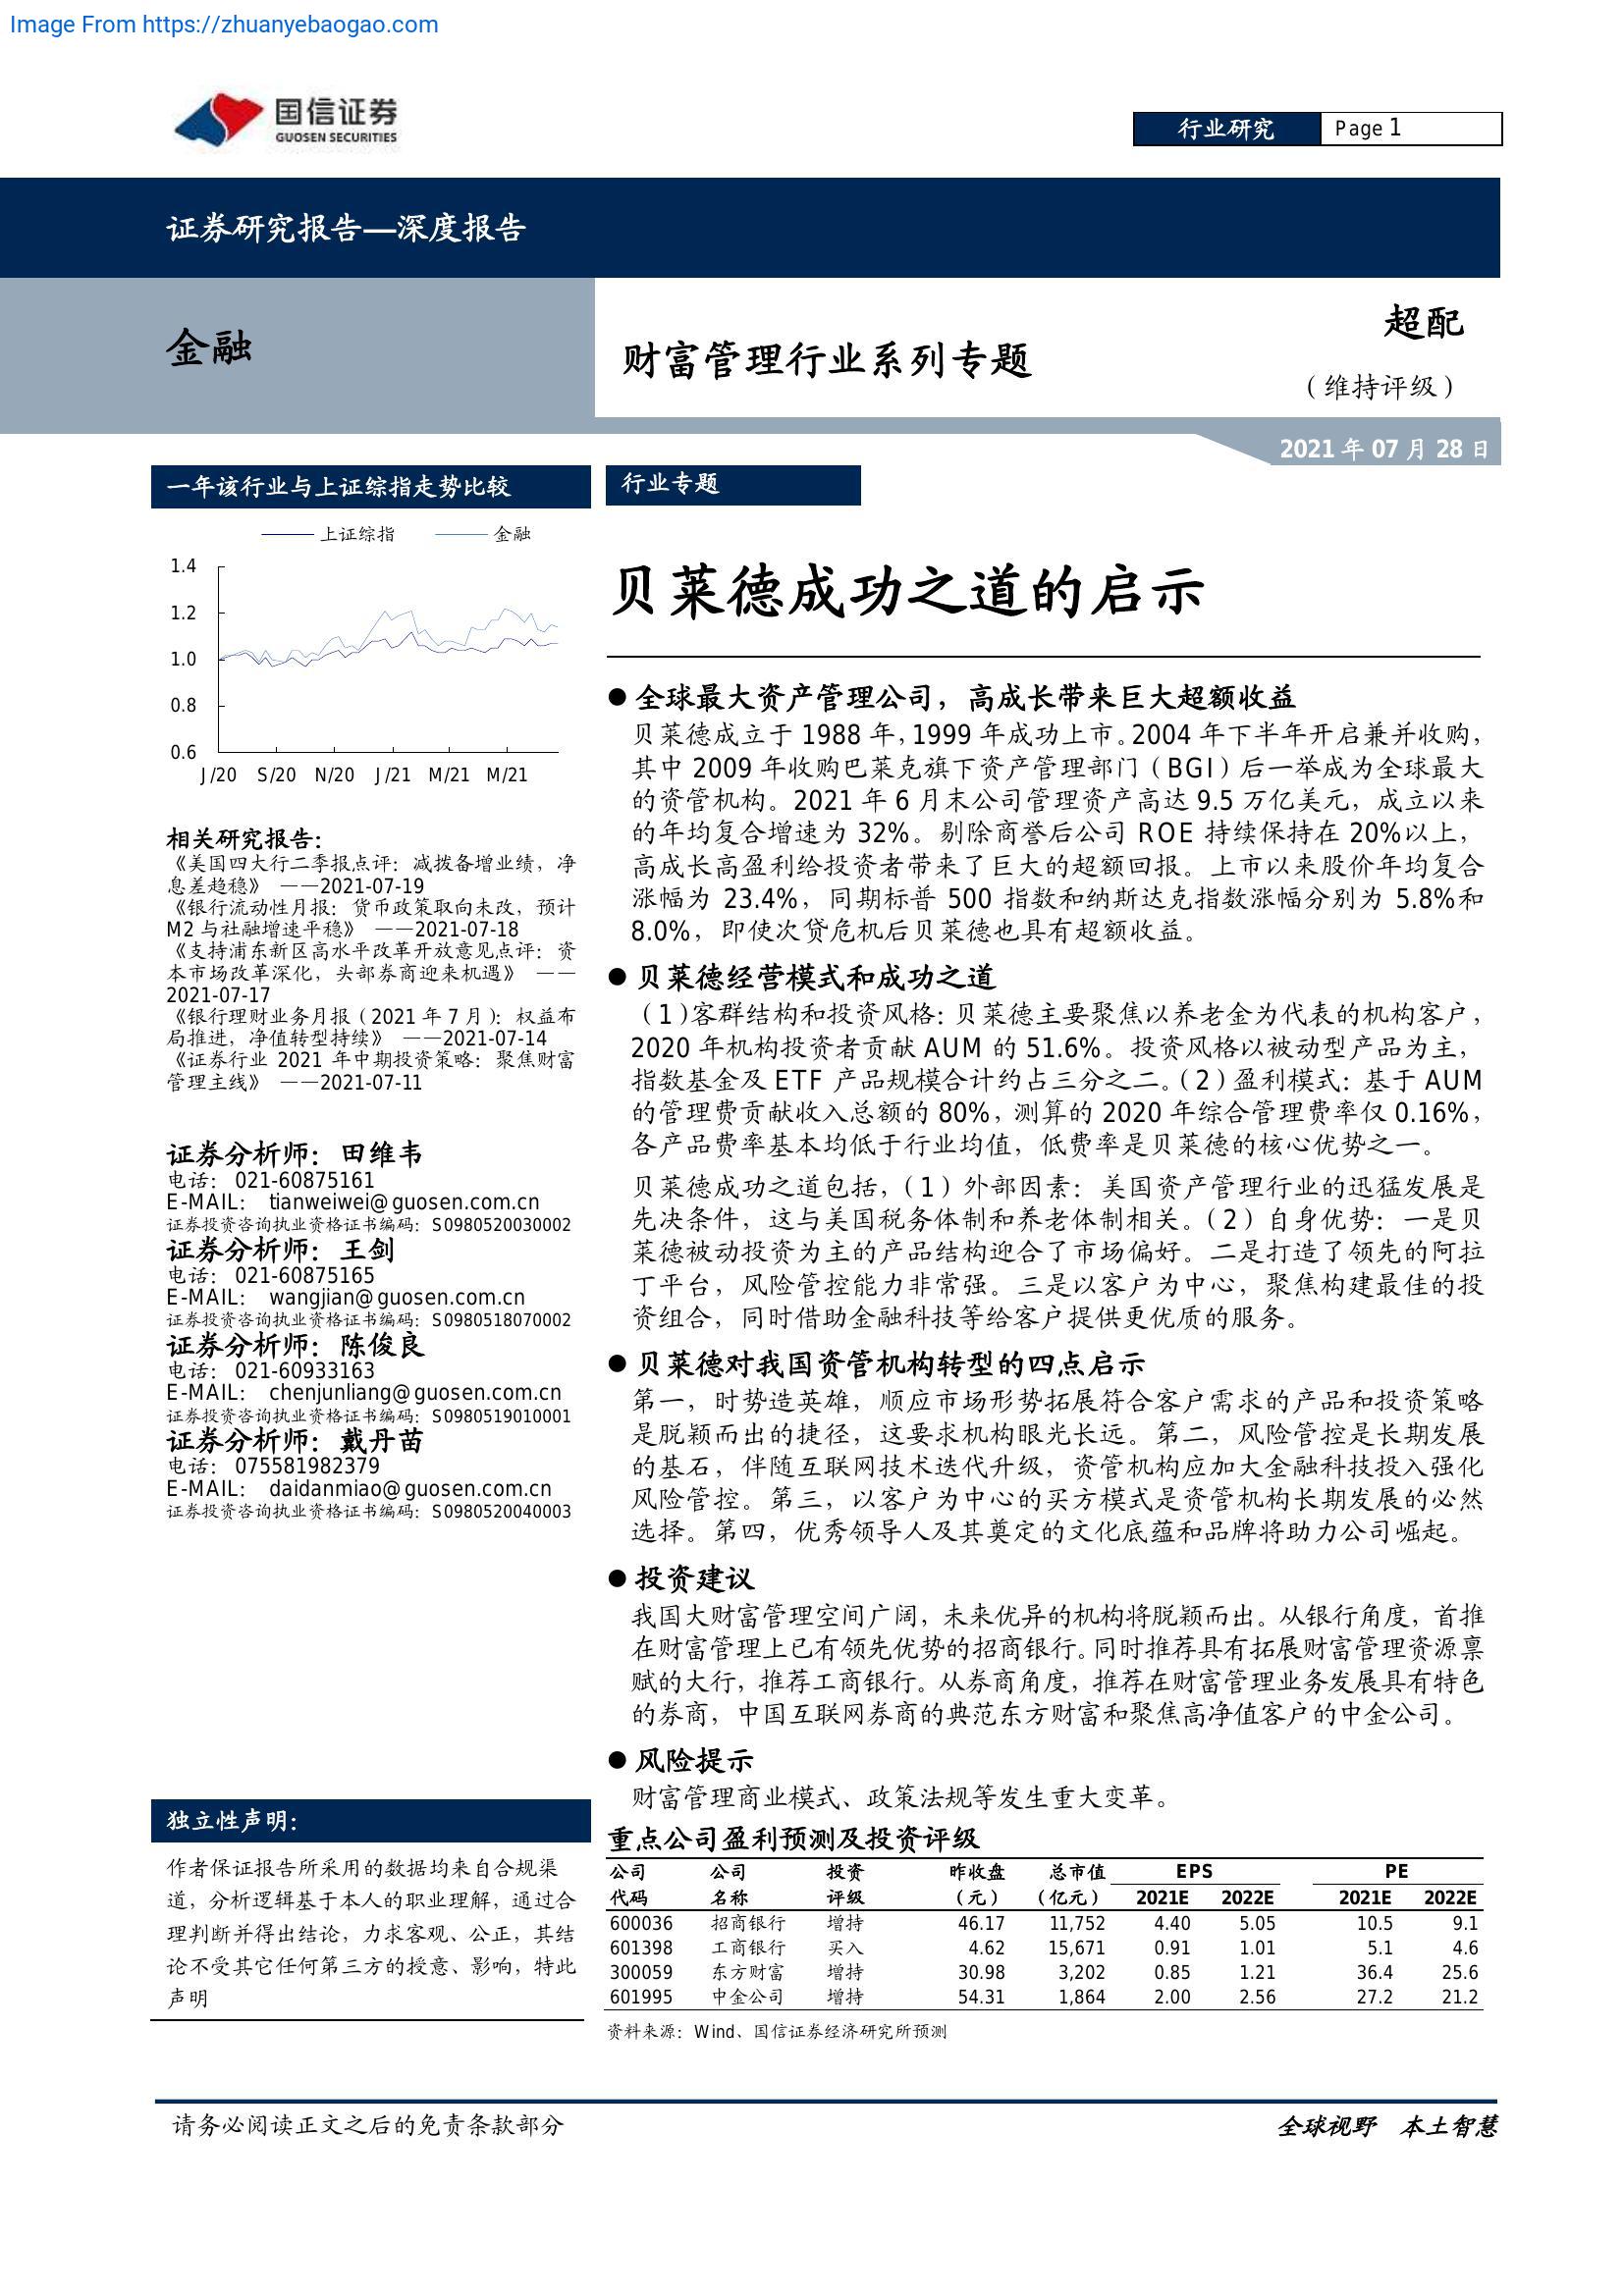 Image From https://zhuanyebaogao.com
国信证券
GUOSEN SECURITIES
行业研究
Page 1
证券研究报告—深度报告
金融
财富管理行业系列专题
超配
（维持评级）
2021 年 07 月 28 日
一年该行业与上证综指走势比较
上证综指 金融
1.4
1.2
1.0
0.8
0.6
J/20 S/20 N/20 J/21 M/21 M/21
相关研究报告：
《美国四大行二季报点评：减拨备增业绩，净
息差趋稳》 ——2021-07-19
《银行流动性月报：货币政策取向未改，预计
M2 与社融增速平稳》 ——2021-07-18
《支持浦东新区高水平改革开放意见点评：资
本市场改革深化，头部券商迎来机遇》 ——
2021-07-17
《银行理财业务月报（2021 年 7 月）：权益布
局推进，净值转型持续》 ——2021-07-14
《证券行业 2021 年中期投资策略：聚焦财富
管理主线》 ——2021-07-11
证券分析师：田维韦
电话： 021-60875161
E-MAIL： tianweiwei@guosen.com.cn
证券投资咨询执业资格证书编码：S0980520030002
证券分析师：王剑
电话： 021-60875165
E-MAIL： wangjian@guosen.com.cn
证券投资咨询执业资格证书编码：S0980518070002
证券分析师：陈俊良
电话： 021-60933163
E-MAIL： chenjunliang@guosen.com.cn
证券投资咨询执业资格证书编码：S0980519010001
证券分析师：戴丹苗
电话： 075581982379
E-MAIL： daidanmiao@guosen.com.cn
证券投资咨询执业资格证书编码：S0980520040003
独立性声明：
作者保证报告所采用的数据均来自合规渠
道，分析逻辑基于本人的职业理解，通过合
理判断并得出结论，力求客观、公正，其结
论不受其它任何第三方的授意、影响，特此
声明
行业专题
贝莱德成功之道的启示
● 全球最大资产管理公司，高成长带来巨大超额收益
贝莱德成立于 1988 年，1999 年成功上市。2004 年下半年开启兼并收购，
其中 2009 年收购巴莱克旗下资产管理部门（BGI）后一举成为全球最大
的资管机构。2021 年 6 月末公司管理资产高达 9.5 万亿美元，成立以来
的年均复合增速为 32%。剔除商誉后公司 ROE 持续保持在 20%以上，
高成长高盈利给投资者带来了巨大的超额回报。上市以来股价年均复合
涨幅为 23.4%，同期标普 500 指数和纳斯达克指数涨幅分别为 5.8%和
8.0%，即使次贷危机后贝莱德也具有超额收益。
● 贝莱德经营模式和成功之道
（1）客群结构和投资风格：贝莱德主要聚焦以养老金为代表的机构客户，
2020 年机构投资者贡献 AUM 的 51.6%。投资风格以被动型产品为主，
指数基金及 ETF 产品规模合计约占三分之二。（2）盈利模式：基于 AUM
的管理费贡献收入总额的 80%，测算的 2020 年综合管理费率仅 0.16%，
各产品费率基本均低于行业均值，低费率是贝莱德的核心优势之一。
贝莱德成功之道包括，（1）外部因素：美国资产管理行业的迅猛发展是
先决条件，这与美国税务体制和养老体制相关。（2）自身优势：一是贝
莱德被动投资为主的产品结构迎合了市场偏好。二是打造了领先的阿拉
丁平台，风险管控能力非常强。三是以客户为中心，聚焦构建最佳的投
资组合，同时借助金融科技等给客户提供更优质的服务。
● 贝莱德对我国资管机构转型的四点启示
第一，时势造英雄，顺应市场形势拓展符合客户需求的产品和投资策略
是脱颖而出的捷径，这要求机构眼光长远。第二，风险管控是长期发展
的基石，伴随互联网技术迭代升级，资管机构应加大金融科技投入强化
风险管控。第三，以客户为中心的买方模式是资管机构长期发展的必然
选择。第四，优秀领导人及其奠定的文化底蕴和品牌将助力公司崛起。
● 投资建议
我国大财富管理空间广阔，未来优异的机构将脱颖而出。从银行角度，首推
在财富管理上已有领先优势的招商银行。同时推荐具有拓展财富管理资源禀
赋的大行，推荐工商银行。从券商角度，推荐在财富管理业务发展具有特色
的券商，中国互联网券商的典范东方财富和聚焦高净值客户的中金公司。
● 风险提示
财富管理商业模式、政策法规等发生重大变革。
重点公司盈利预测及投资评级
公司 公司 投资 昨收盘 总市值 EPS PE
代码 名称 评级 （元） （亿元） 2021E 2022E 2021E 2022E
600036 招商银行 增持 46.17 11,752 4.40 5.05 10.5 9.1
601398 工商银行 买入 4.62 15,671 0.91 1.01 5.1 4.6
300059 东方财富 增持 30.98 3,202 0.85 1.21 36.4 25.6
601995 中金公司 增持 54.31 1,864 2.00 2.56 27.2 21.2
资料来源：Wind、国信证券经济研究所预测
请务必阅读正文之后的免责条款部分
全球视野 本土智慧